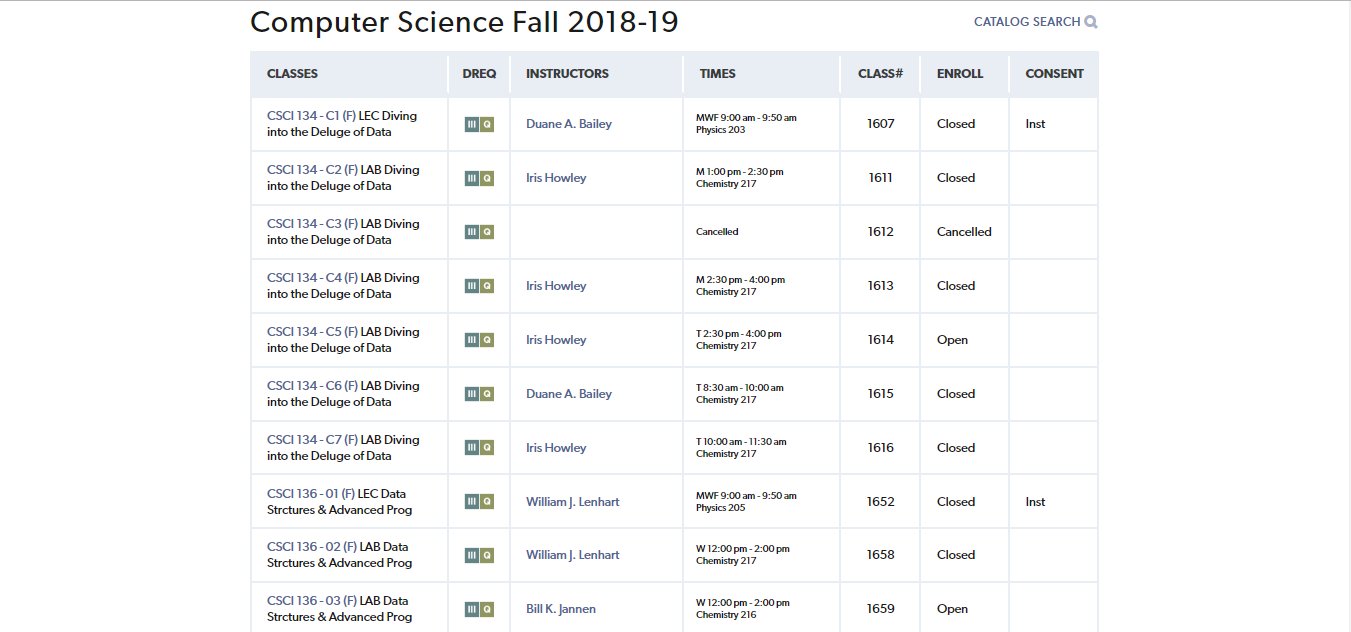 Computer Science Fall 2018-19
CATALOG SEARCH
CLASSES DREQ INSTRUCTORS TIMES CLASS# ENROLL CONSENT
CSCI 134 - C1 (F) LEC Diving
into the Deluge of Data
III Q
Duane A. Bailey
MWF 9:00 am - 9:50 am
Physics 203
1607
Closed
Inst
CSCI 134 - C2 (F) LAB Diving
into the Deluge of Data
III Q
Iris Howley
M 1:00 pm - 2:30 pm
Chemistry 217
1611
Closed
CSCI 134 - C3 (F) LAB Diving
into the Deluge of Data
III Q
Cancelled
1612
Cancelled
CSCI 134 - C4 (F) LAB Diving
into the Deluge of Data
III Q
Iris Howley
M 2:30 pm - 4:00 pm
Chemistry 217
1613
Closed
CSCI 134 - C5 (F) LAB Diving
into the Deluge of Data
III Q
Iris Howley
T 2:30 pm - 4:00 pm
Chemistry 217
1614
Open
CSCI 134 - C6 (F) LAB Diving
into the Deluge of Data
III Q
Duane A. Bailey
T 8:30 am - 10:00 am
Chemistry 217
1615
Closed
CSCI 134 - C7 (F) LAB Diving
into the Deluge of Data
III Q
Iris Howley
T 10:00 am - 11:30 am
Chemistry 217
1616
Closed
CSCI 136 - 01 (F) LEC Data
Strctures & Advanced Prog
III Q
William J. Lenhart
MWF 9:00 am - 9:50 am
Physics 205
1652
Closed
Inst
CSCI 136 - 02 (F) LAB Data
Strctures & Advanced Prog
III Q
William J. Lenhart
W 12:00 pm - 2:00 pm
Chemistry 217
1658
Closed
CSCI 136 - 03 (F) LAB Data
Strctures & Advanced Prog
III Q
Bill K. Jannen
W 12:00 pm - 2:00 pm
Chemistry 216
1659
Open